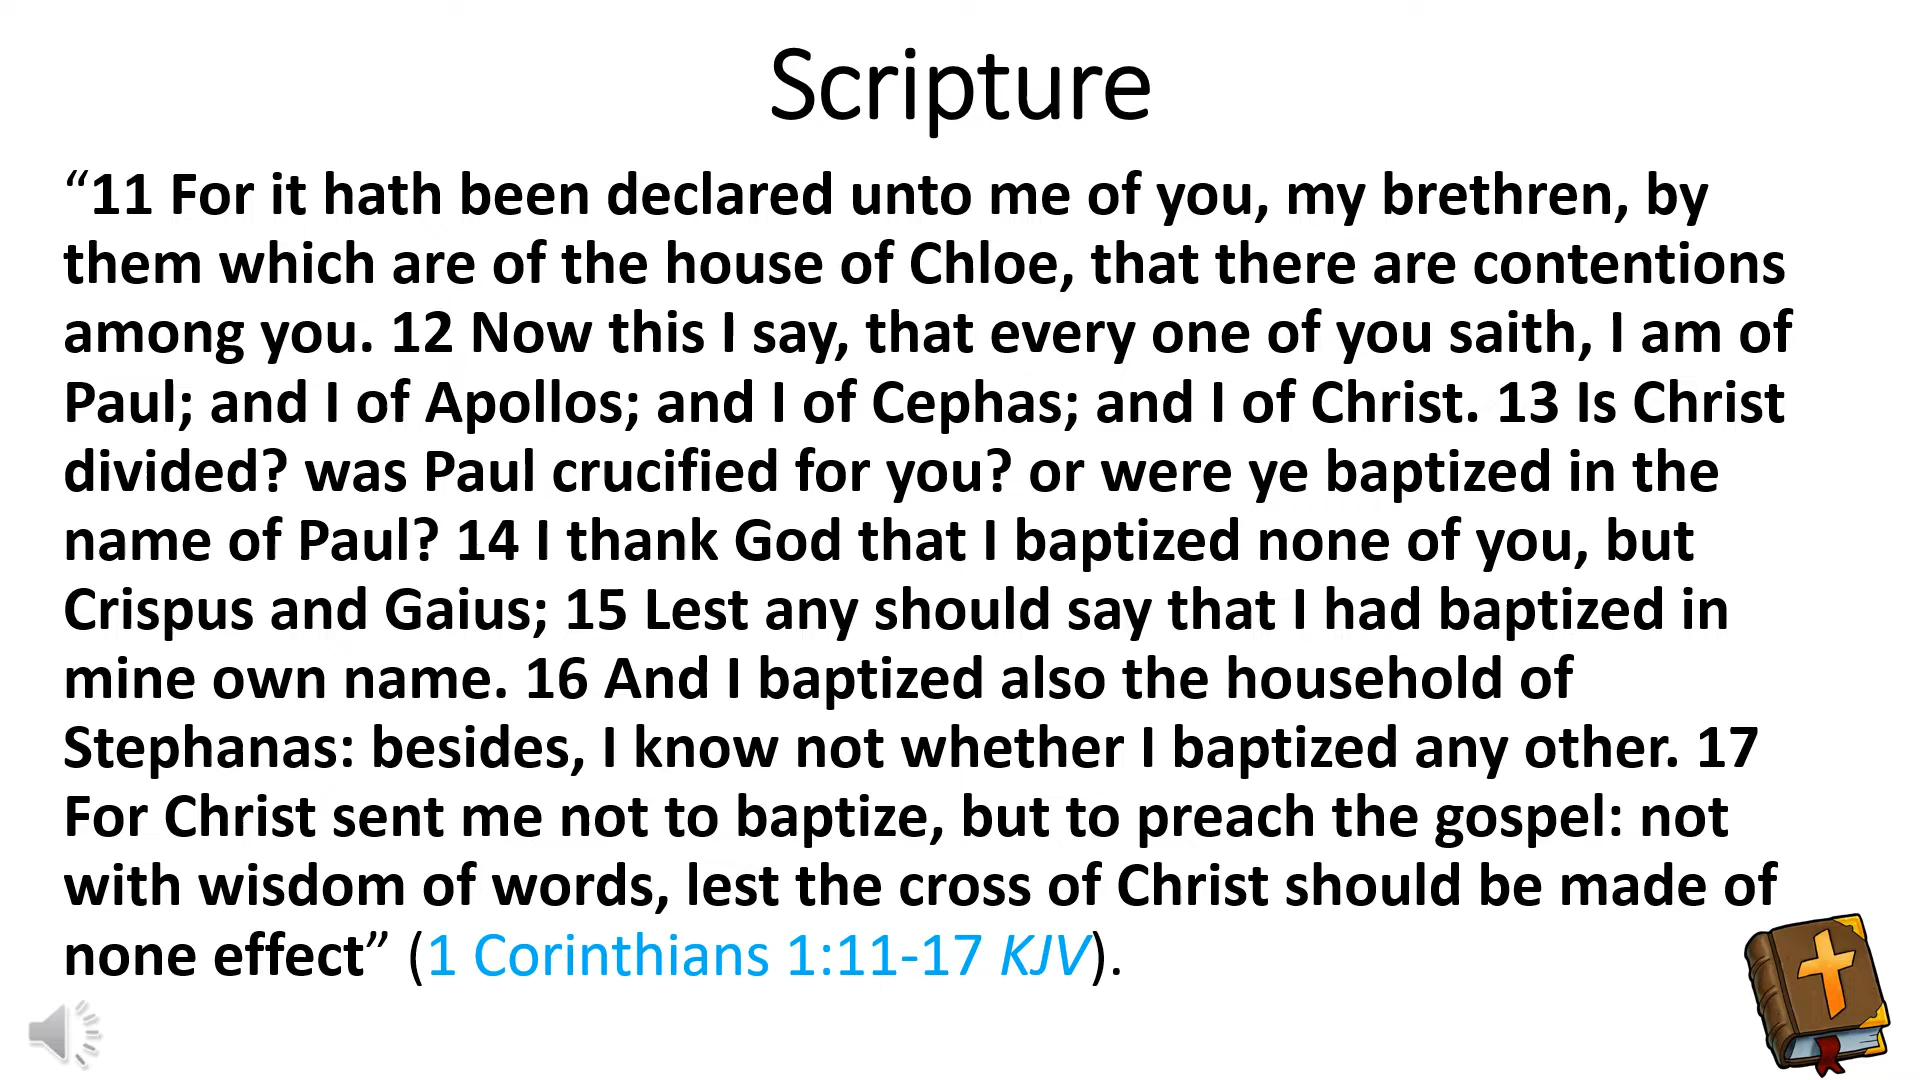 Scripture
“11 For it hath been declared unto me of you, my brethren, by
them which are of the house of Chloe, that there are contentions
among you. 12 Now this I say, that every one of you saith, I am of
Paul; and I of Apollos; and I of Cephas; and I of Christ. 13 Is Christ
divided? was Paul crucified for you? or were ye baptized in the
name of Paul? 14 I thank God that I baptized none of you, but
Crispus and Gaius; 15 Lest any should say that I had baptized in
mine own name. 16 And I baptized also the household of
Stephanas: besides, I know not whether I baptized any other. 17
For Christ sent me not to baptize, but to preach the gospel: not
with wisdom of words, lest the cross of Christ should be made of
none effect” (1 Corinthians 1:11-17 KJV).